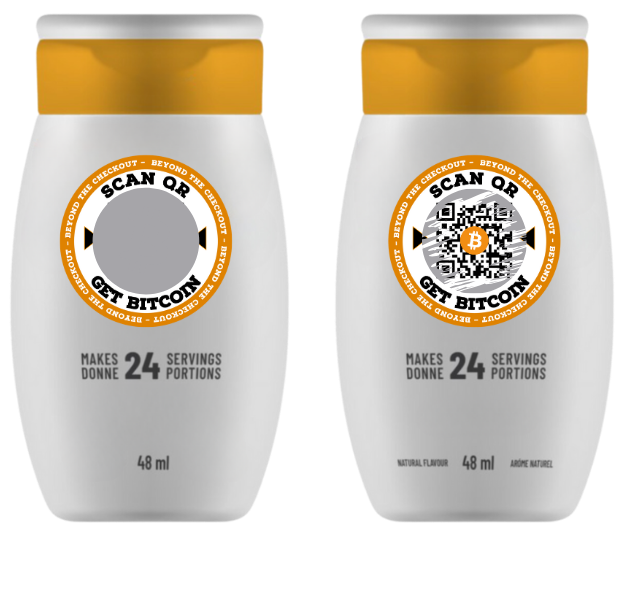 BEYOND THE CHECKOUT - BEYOND THE CHECKOUT - BEYOND THE CHECKOUT - BEYOND THE CHECKOUT -
SCAN QR
GET BITCOIN
MAKES 24 SERVINGS
DONNE PORTIONS
48 ml
BEYOND THE CHECKOUT - BEYOND THE CHECKOUT - BEYOND THE CHECKOUT - BEYOND THE CHECKOUT -
SCAN QR
GET BITCOIN
MAKES 24 SERVINGS
DONNE PORTIONS
NATURAL FLAVOUR 48 ml ARÔME NATUREL